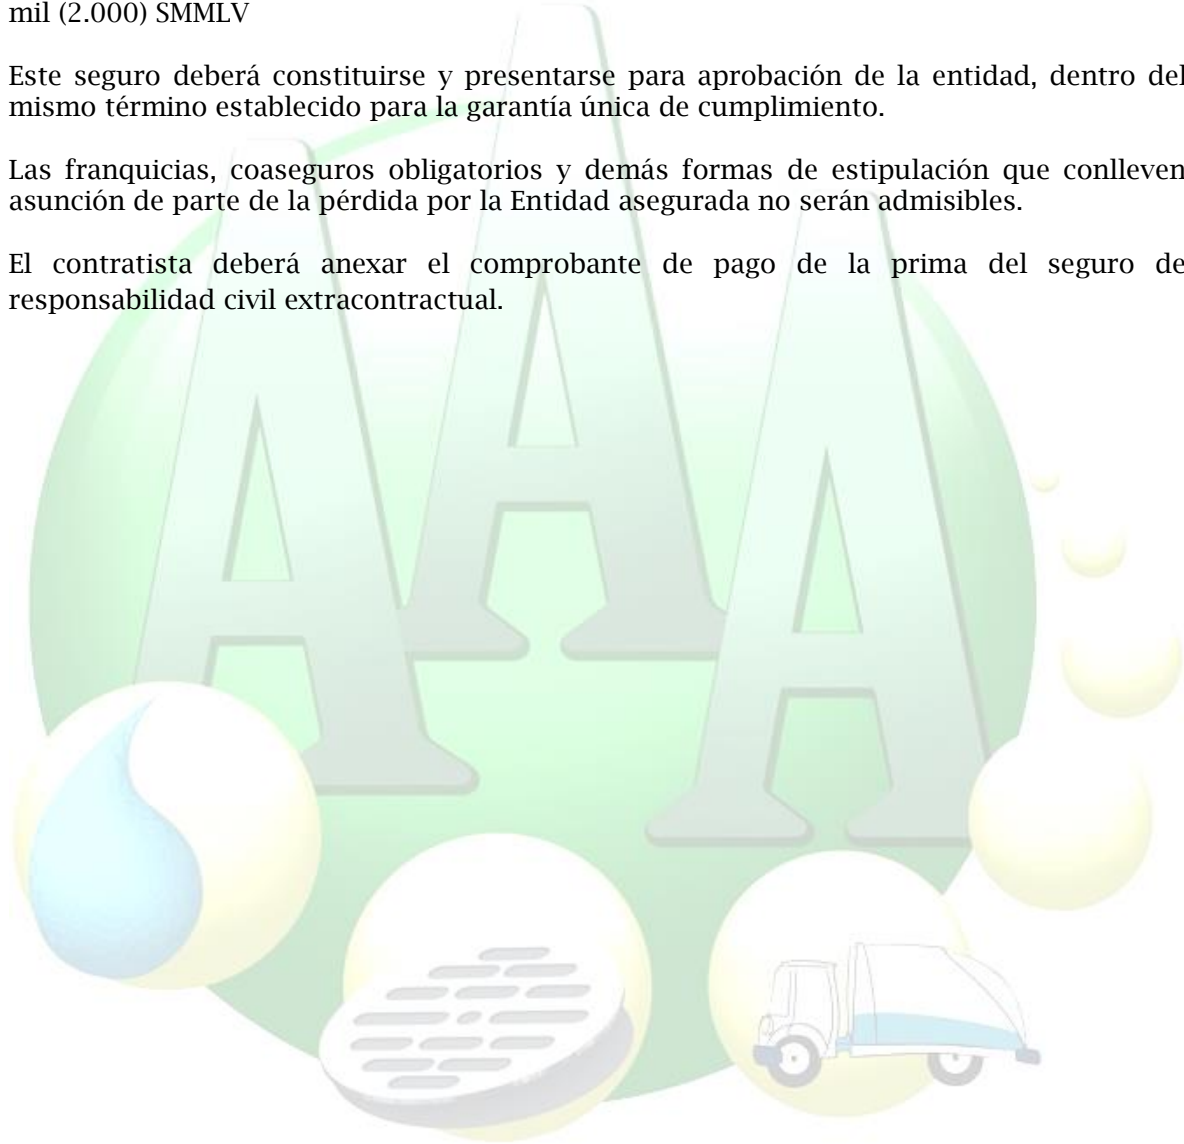 mil (2.000) SMMLV
Este seguro deberá constituirse y presentarse para aprobación de la entidad, dentro del
mismo término establecido para la garantía única de cumplimiento.
Las franquicias, coaseguros obligatorios y demás formas de estipulación que conlleven
asunción de parte de la pérdida por la Entidad asegurada no serán admisibles.
El contratista deberá anexar el comprobante de pago de la prima del seguro de
responsabilidad civil extracontractual.
AAA